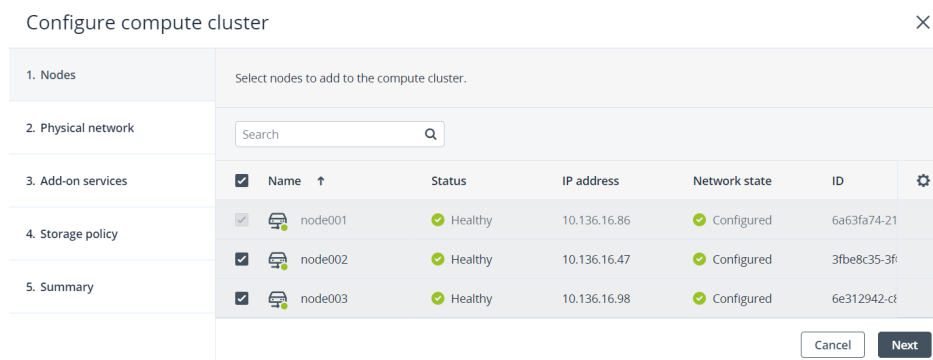 Configure compute cluster
1. Nodes
Select nodes to add to the compute cluster.
2. Physical network
Search
3. Add-on services
Name ↑ Status IP address Network state ID
node001 Healthy 10.136.16.86 Configured 6a63fa74-21
4. Storage policy
node002 Healthy 10.136.16.47 Configured 3fbe8c35-3f
5. Summary
node003 Healthy 10.136.16.98 Configured 6e312942-c
Cancel Next